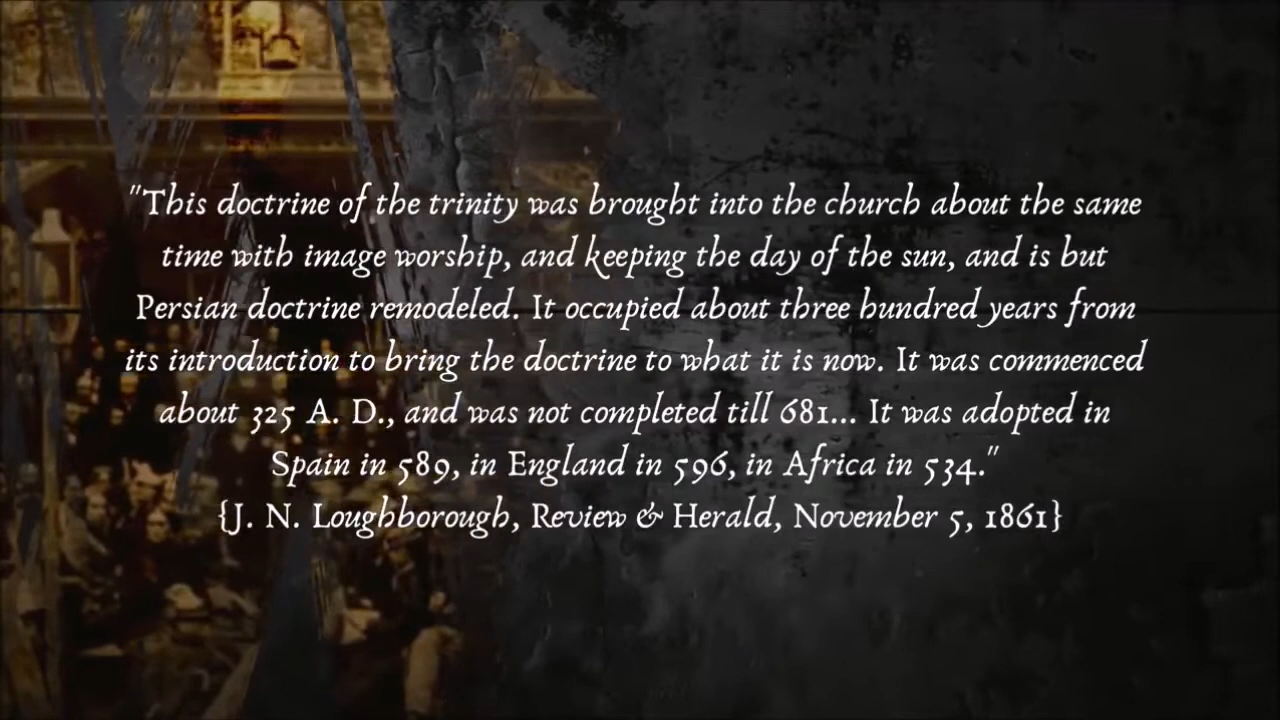 "This doctrine of the trinity was brought into the church about the same
time with image worship, and keeping the day of the sun, and is but
Persian doctrine remodeled. It occupied about three hundred years from
its introduction to bring the doctrine to what it is now. It was commenced
about 325 A. D., and was not completed till 681... It was adopted in
Spain in 589, in England in 596, in Africa in 534."
{J. N. Loughborough, Review & Herald, November 5, 1861}